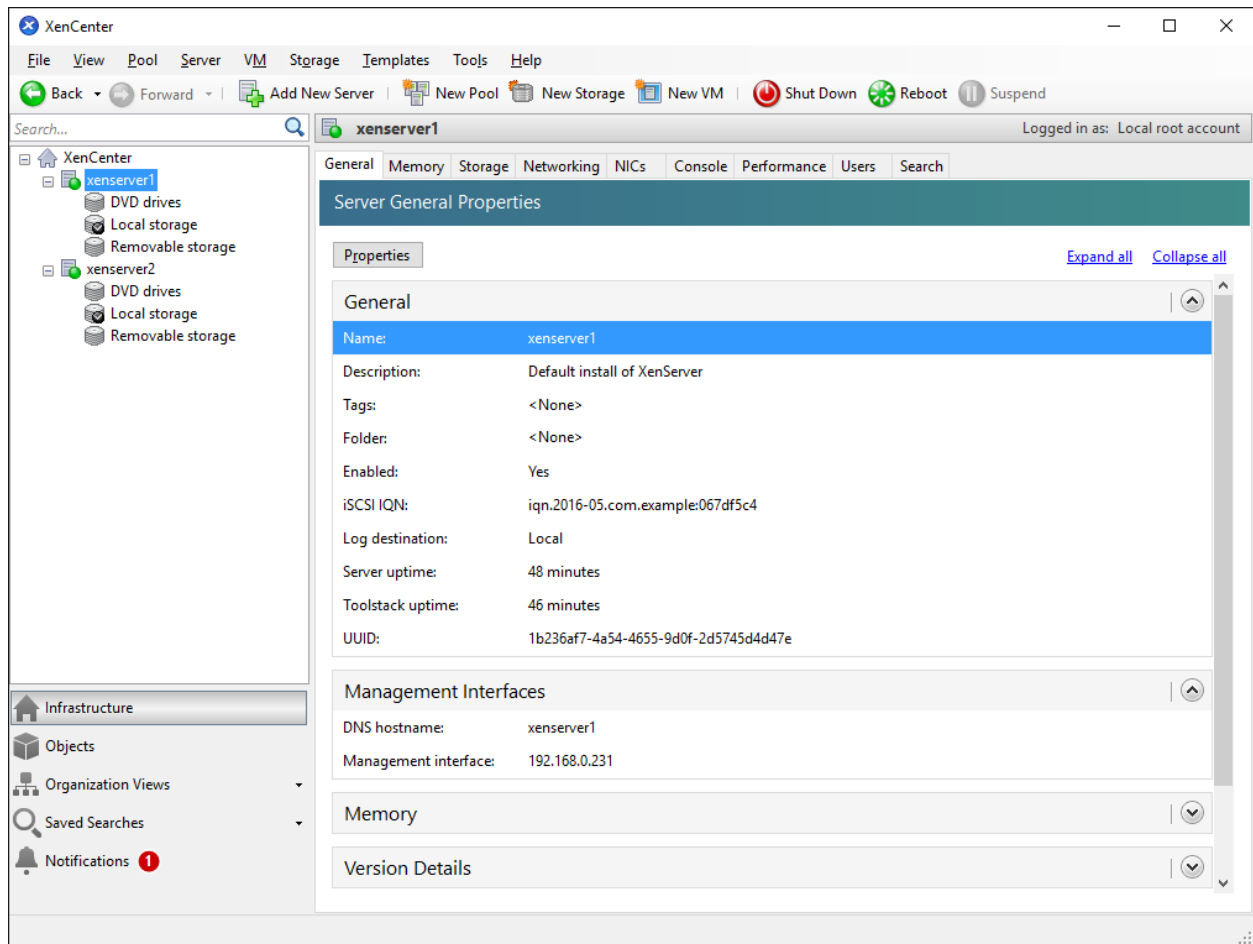 XenCenter
File View Pool Server VM Storage Templates Tools Help
Back Forward Add New Server New Pool New Storage New VM Shut Down Reboot Suspend
Search...
XenCenter
xenserver1
DVD drives
Local storage
Removable storage
xenserver2
DVD drives
Local storage
Removable storage
Infrastructure
Objects
Organization Views
Saved Searches
Notifications 1
xenserver1 Logged in as: Local root account
General Memory Storage Networking NICs Console Performance Users Search
Server General Properties
Properties Expand all Collapse all
General
Name: xenserver1
Description: Default install of XenServer
Tags: <None>
Folder: <None>
Enabled: Yes
iSCSI IQN: iqn.2016-05.com.example:067df5c4
Log destination: Local
Server uptime: 48 minutes
Toolstack uptime: 46 minutes
UUID: 1b236af7-4a54-4655-9d0f-2d5745d4d47e
Management Interfaces
DNS hostname: xenserver1
Management interface: 192.168.0.231
Memory
Version Details